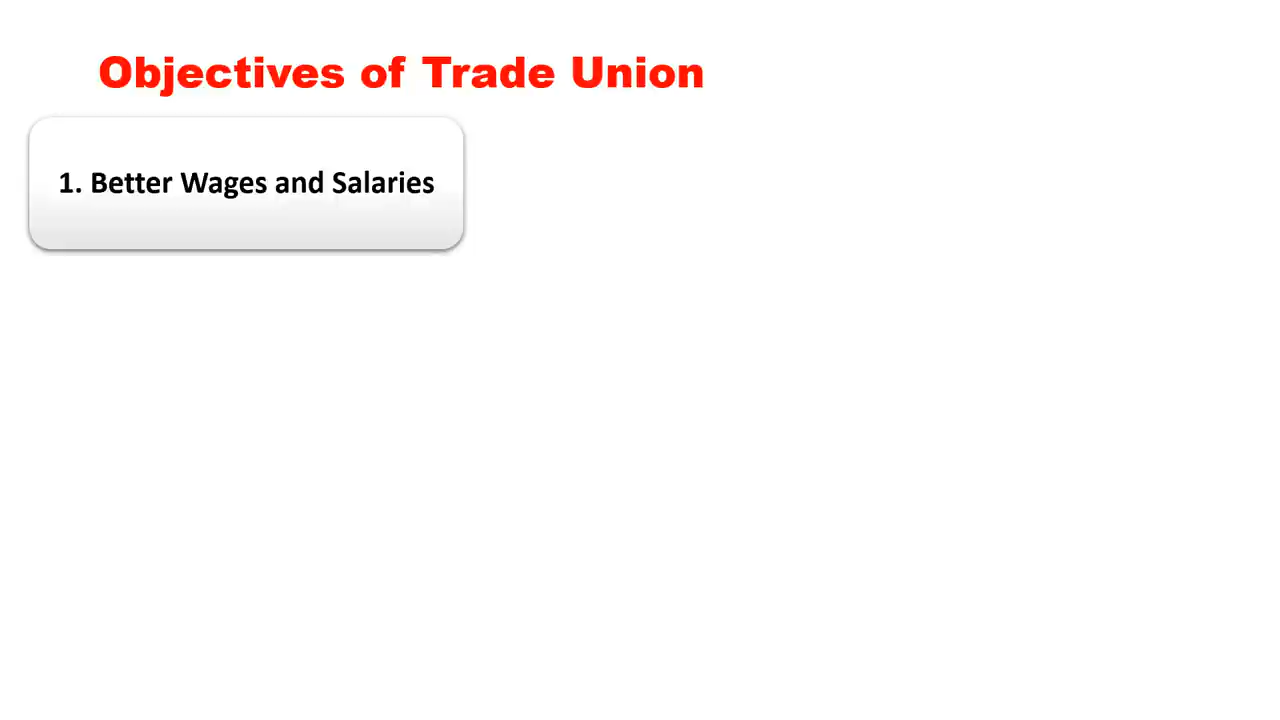 Objectives of Trade Union
1. Better Wages and Salaries